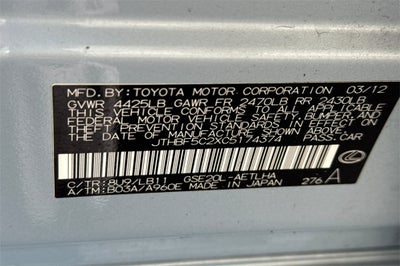 MFD. BY: TOYOTA MOTOR CORPORATION 03/12
GVWR 4425LB GAWR FR 2470LB RR 2430LB
THIS VEHICLE CONFORMS TO ALL APPLICABLE
FEDERAL MOTOR VEHICLE SAFETY, BUMPER, AND
THEFT PREVENTION STANDARDS IN EFFECT ON
THE DATE OF MANUFACTURE SHOWN ABOVE.
JTHBF5C2XC5174374 PASS.CAR
C/TR: 8U9/LB11 GSE20L-AETLHA
A/TM: B03A/A960E MADE IN JAPAN 276 A